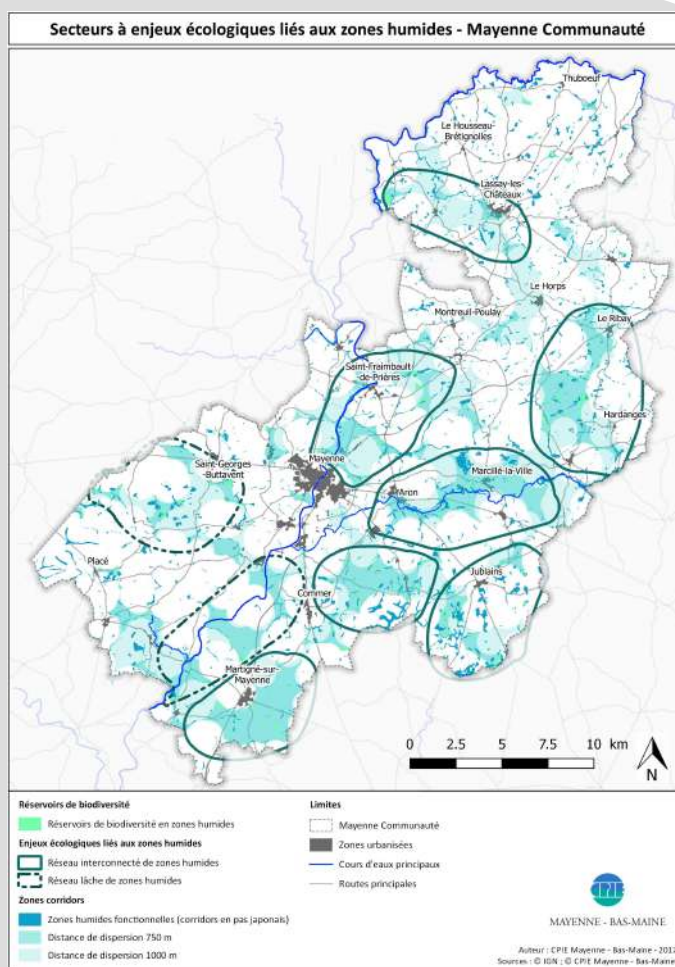 Secteurs à enjeux écologiques liés aux zones humides - Mayenne Communauté
Thuboeuf
Le Housseau-
Brétignolles
Lassay-les-
Châteaux
Le Horps
Montreuil-Poulay
Le Ribay
Saint-Fraimbault
de-Prières
Hardanges
Mayenne
Saint-Georges-
Buttavent
Marcillé-la-Ville
Aron
Placé
Jublains
Commer
Martigné-sur-
Mayenne
0 2.5 5 7.5 10 km
N
Réservoirs de biodiversité
Réservoirs de biodiversité en zones humides
Enjeux écologiques liés aux zones humides
Réseau interconnecté de zones humides
Réseau lâche de zones humides
Zones corridors
Zones humides fonctionnelles (corridors en pas japonais)
Distance de dispersion 750 m
Distance de dispersion 1000 m
Limites
Mayenne Communauté
Zones urbanisées
Cours d'eaux principaux
Routes principales
CPIE
MAYENNE - BAS-MAINE
Auteur : CPIE Mayenne - Bas-Maine - 2017
Sources : © IGN ; © CPIE Mayenne - Bas-Maine